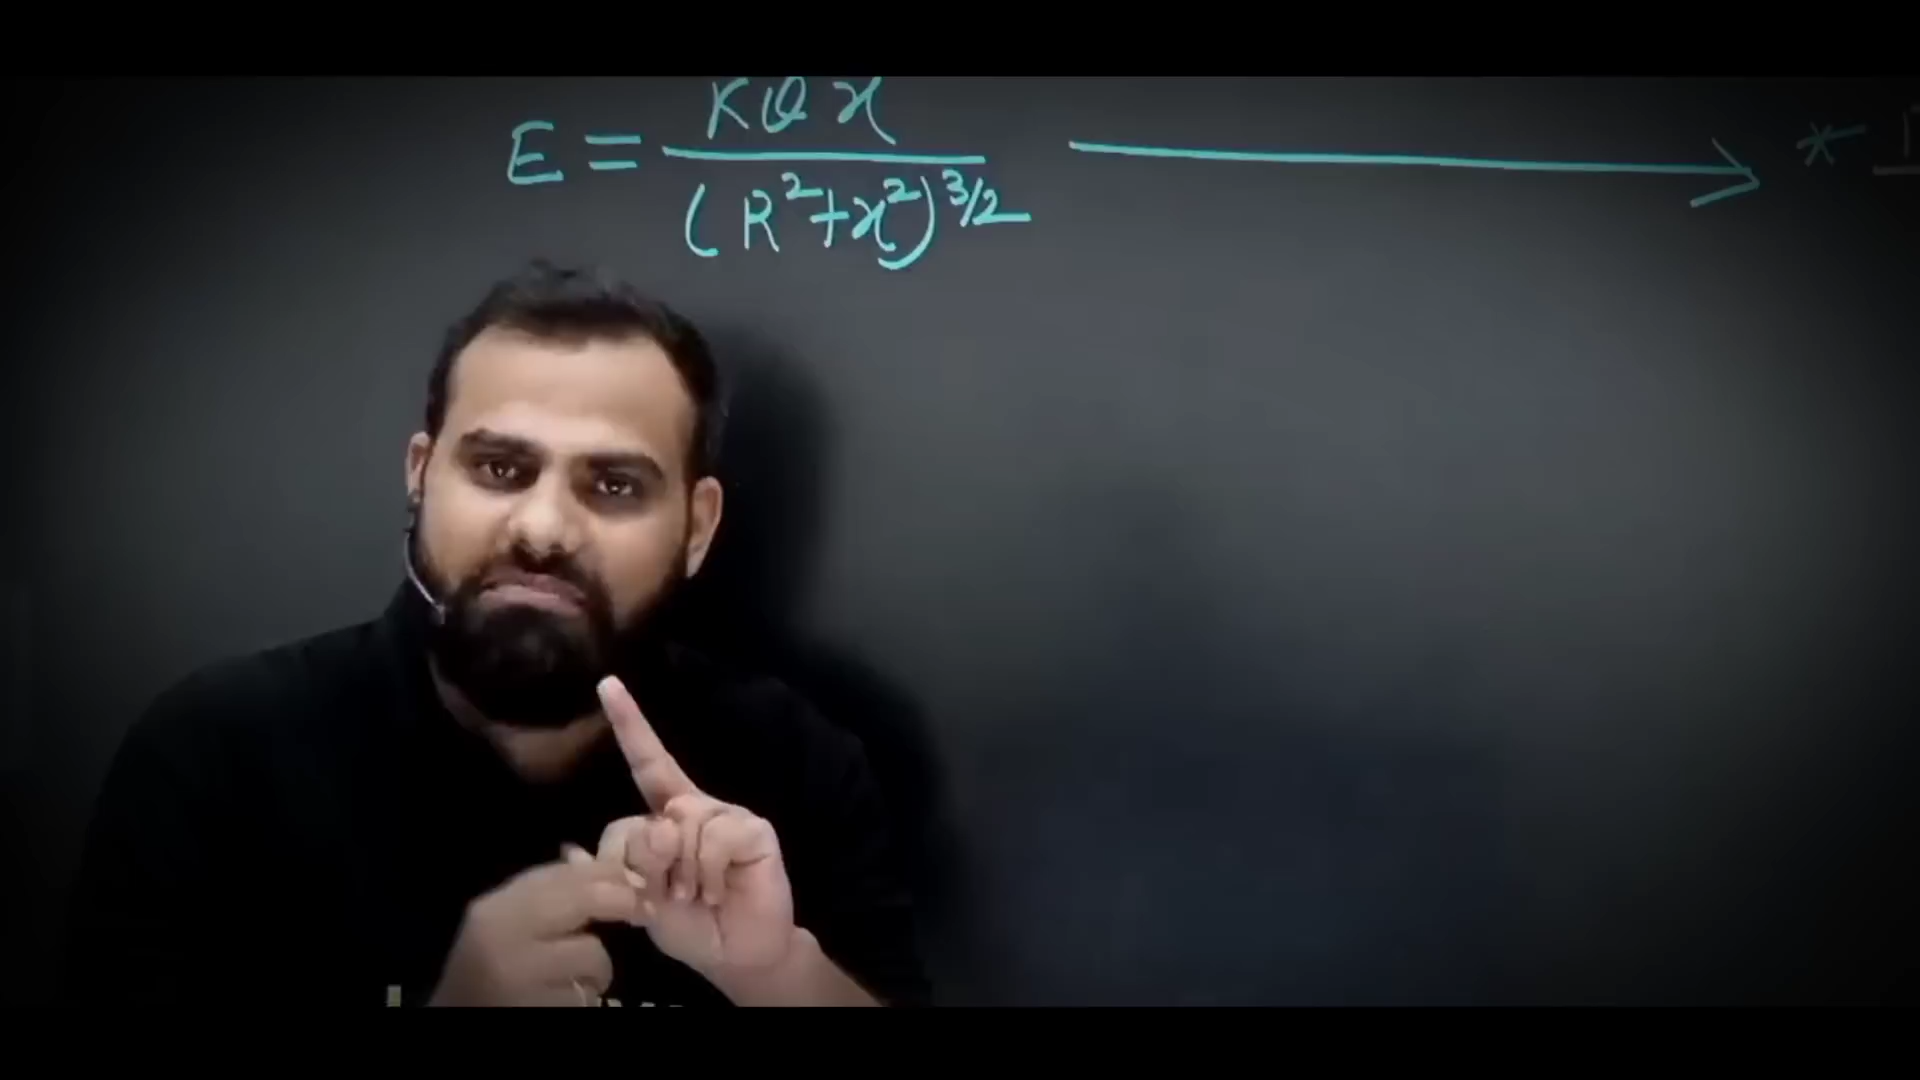 E = KQx / (R²+x²)^3/2 → *